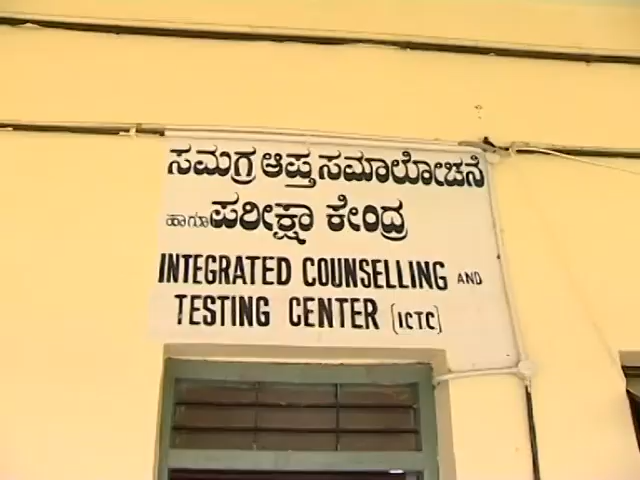 ಸಮಗ್ರ ಆಪ್ತ ಸಮಾಲೋಚನೆ
ಹಾಗೂ ಪರೀಕ್ಷಾ ಕೇಂದ್ರ
INTEGRATED COUNSELLING AND
TESTING CENTER (ICTC)